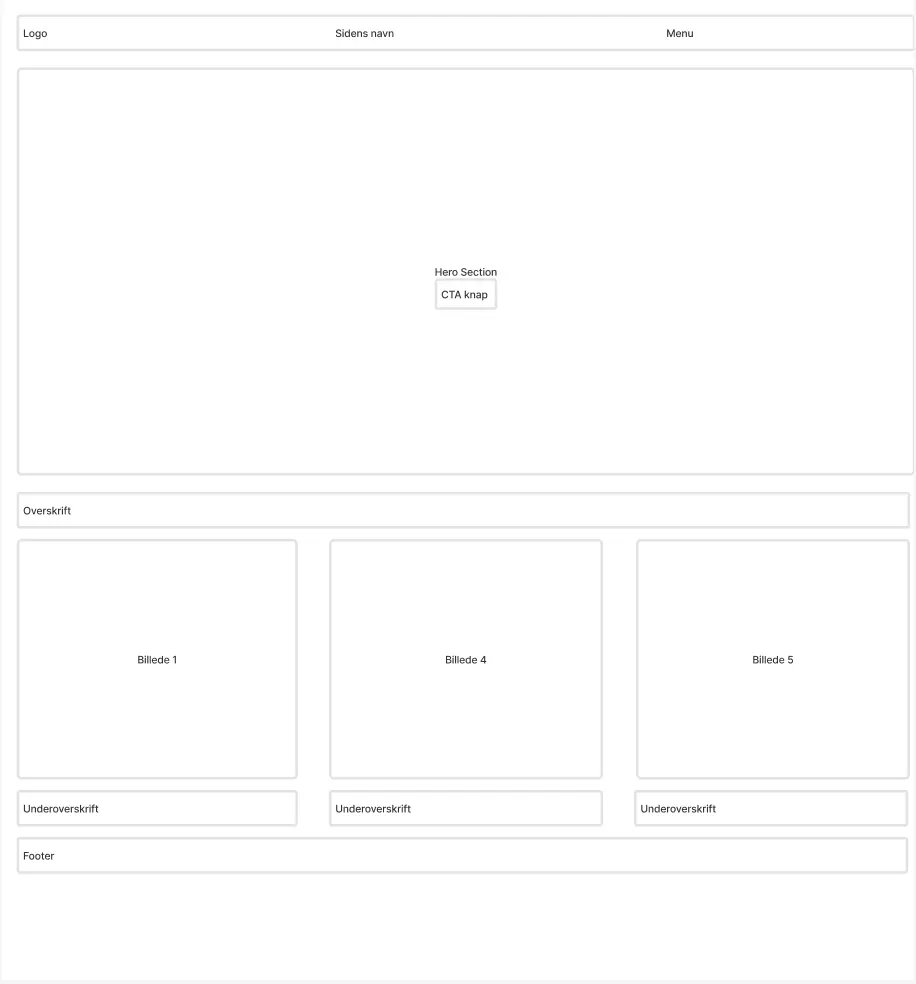 Logo
Sidens navn
Menu
Hero Section
CTA knap
Overskrift
Billede 1
Billede 4
Billede 5
Underoverskrift
Underoverskrift
Underoverskrift
Footer